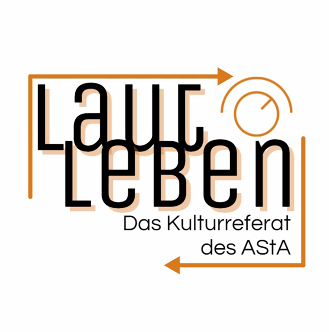 Laut
Leben
Das Kulturreferat
des AStA